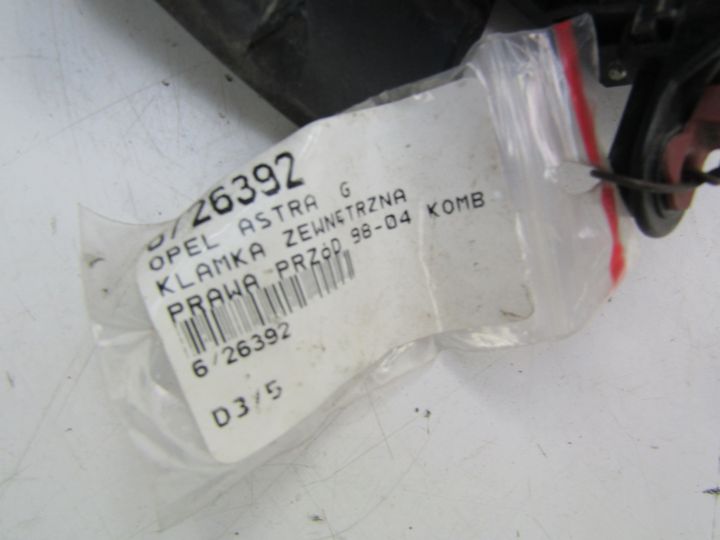 6/26392
OPEL ASTRA G
KLAMKA ZEWNĘTRZNA
PRAWA PRZÓD 98-04 KOMB
6/26392
D3/5